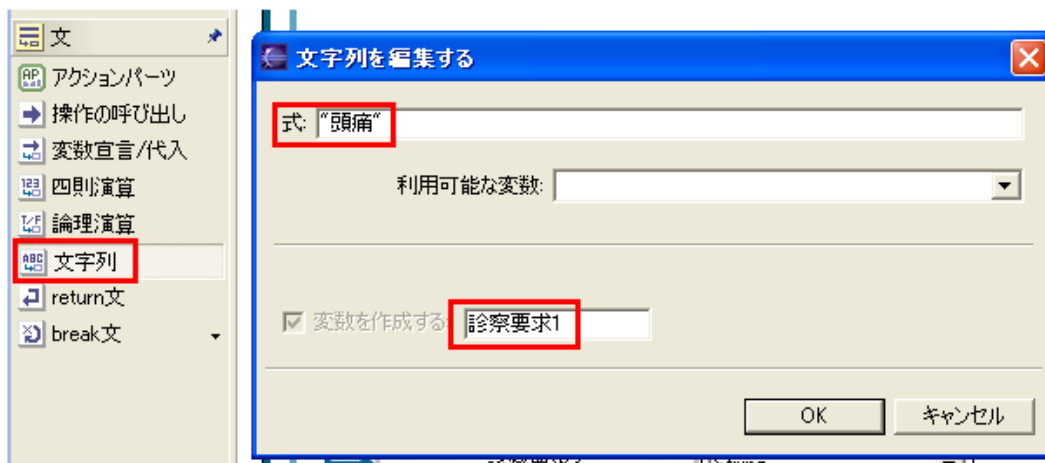 文
アクションパーツ
操作の呼び出し
変数宣言/代入
四則演算
論理演算
文字列
return文
break文
文字列を編集する
式: "頭痛"
利用可能な変数:
変数を作成する: 診察要求1
OK キャンセル